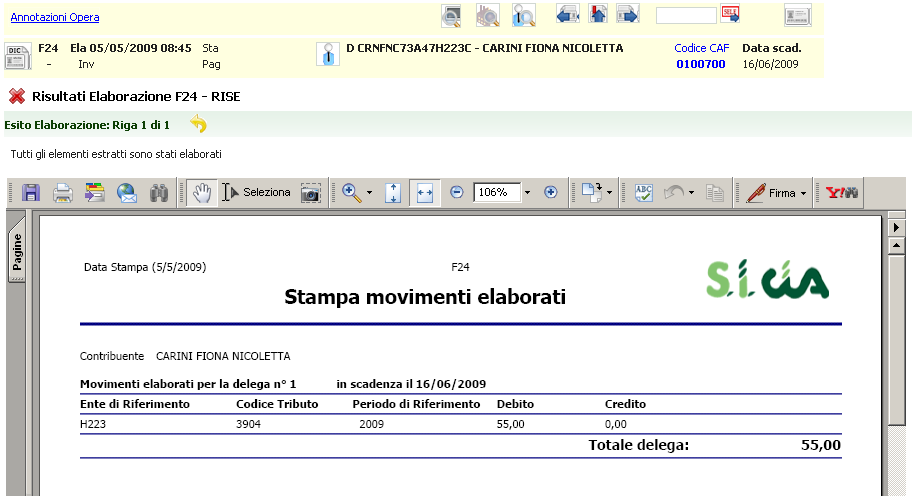 Annotazioni Opera
SELE
DIC F24 Ela 05/05/2009 08:45 Sta D CRNFNC73A47H223C - CARINI FIONA NICOLETTA Codice CAF Data scad.
- Inv Pag 0100700 16/06/2009
Risultati Elaborazione F24 - RISE
Esito Elaborazione: Riga 1 di 1
Tutti gli elementi estratti sono stati elaborati
Seleziona 106% ABC Firma Y!
Pagine
Data Stampa (5/5/2009) F24 S.I.CIA
Stampa movimenti elaborati
Contribuente CARINI FIONA NICOLETTA
Movimenti elaborati per la delega n° 1 in scadenza il 16/06/2009
Ente di Riferimento Codice Tributo Periodo di Riferimento Debito Credito
H223 3904 2009 55,00 0,00
Totale delega: 55,00